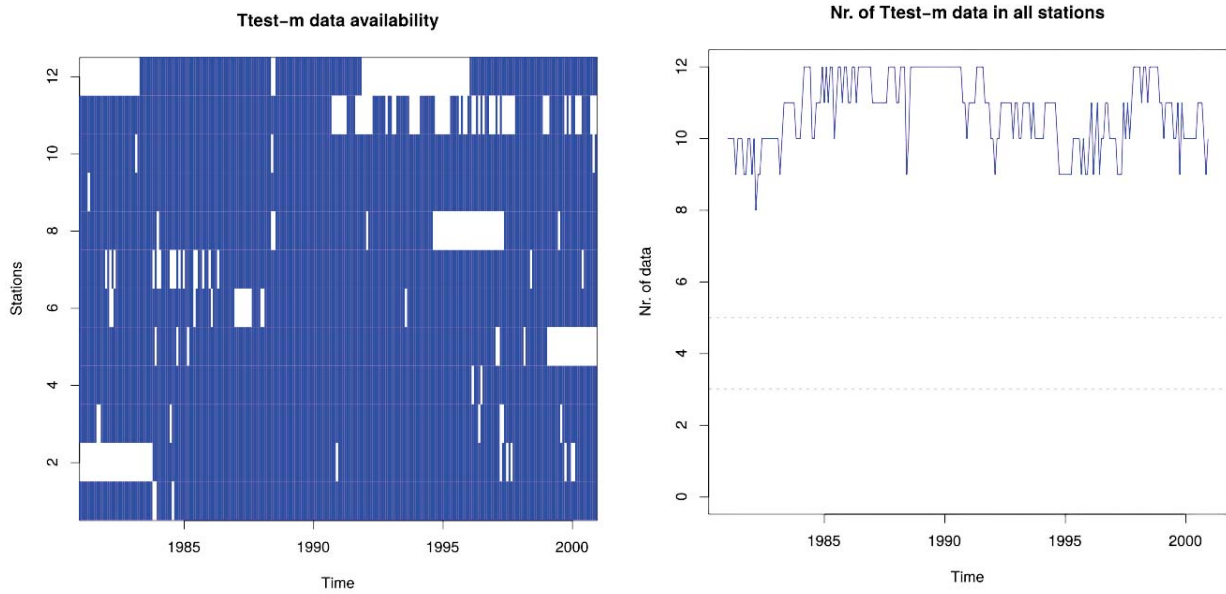 Ttest−m data availability
Stations
12
10
8
6
4
2
1985 1990 1995 2000
Time
Nr. of Ttest−m data in all stations
Nr. of data
12
10
8
6
4
2
0
1985 1990 1995 2000
Time